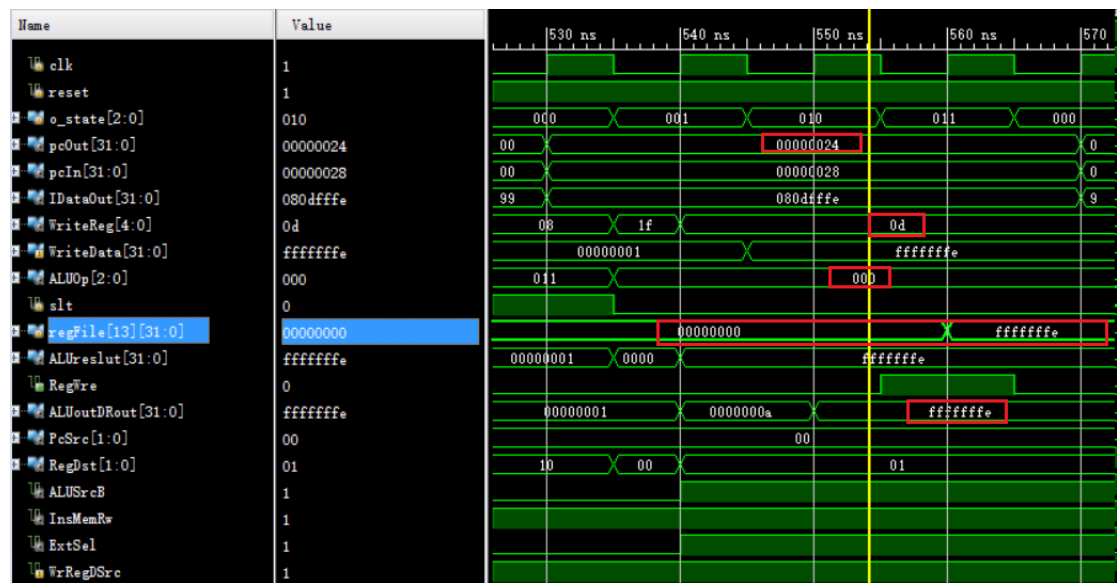 Name Value
530 ns 540 ns 550 ns 560 ns 570
clk 1
reset 1
o_state[2:0] 010 000 001 010 011 000
pcOut[31:0] 00000024 00 00000024 0
pcIn[31:0] 00000028 00 00000028 0
IDataOut[31:0] 080dfffe 99 080dfffe 9
WriteReg[4:0] 0d 08 1f 0d
WriteData[31:0] fffffffe 00000001 fffffffe
ALUOp[2:0] 000 011 000
slt 0
regFile[13][31:0] 00000000 00000000 fffffffe
ALUreslut[31:0] fffffffe 00000001 0000 fffffffe
RegWre 0
ALUoutDRout[31:0] fffffffe 00000001 0000000a fffffffe
PcSrc[1:0] 00 00
RegDst[1:0] 01 10 00 01
ALUSrcB 1
InsMemRw 1
ExtSel 1
WrRegDSrc 1